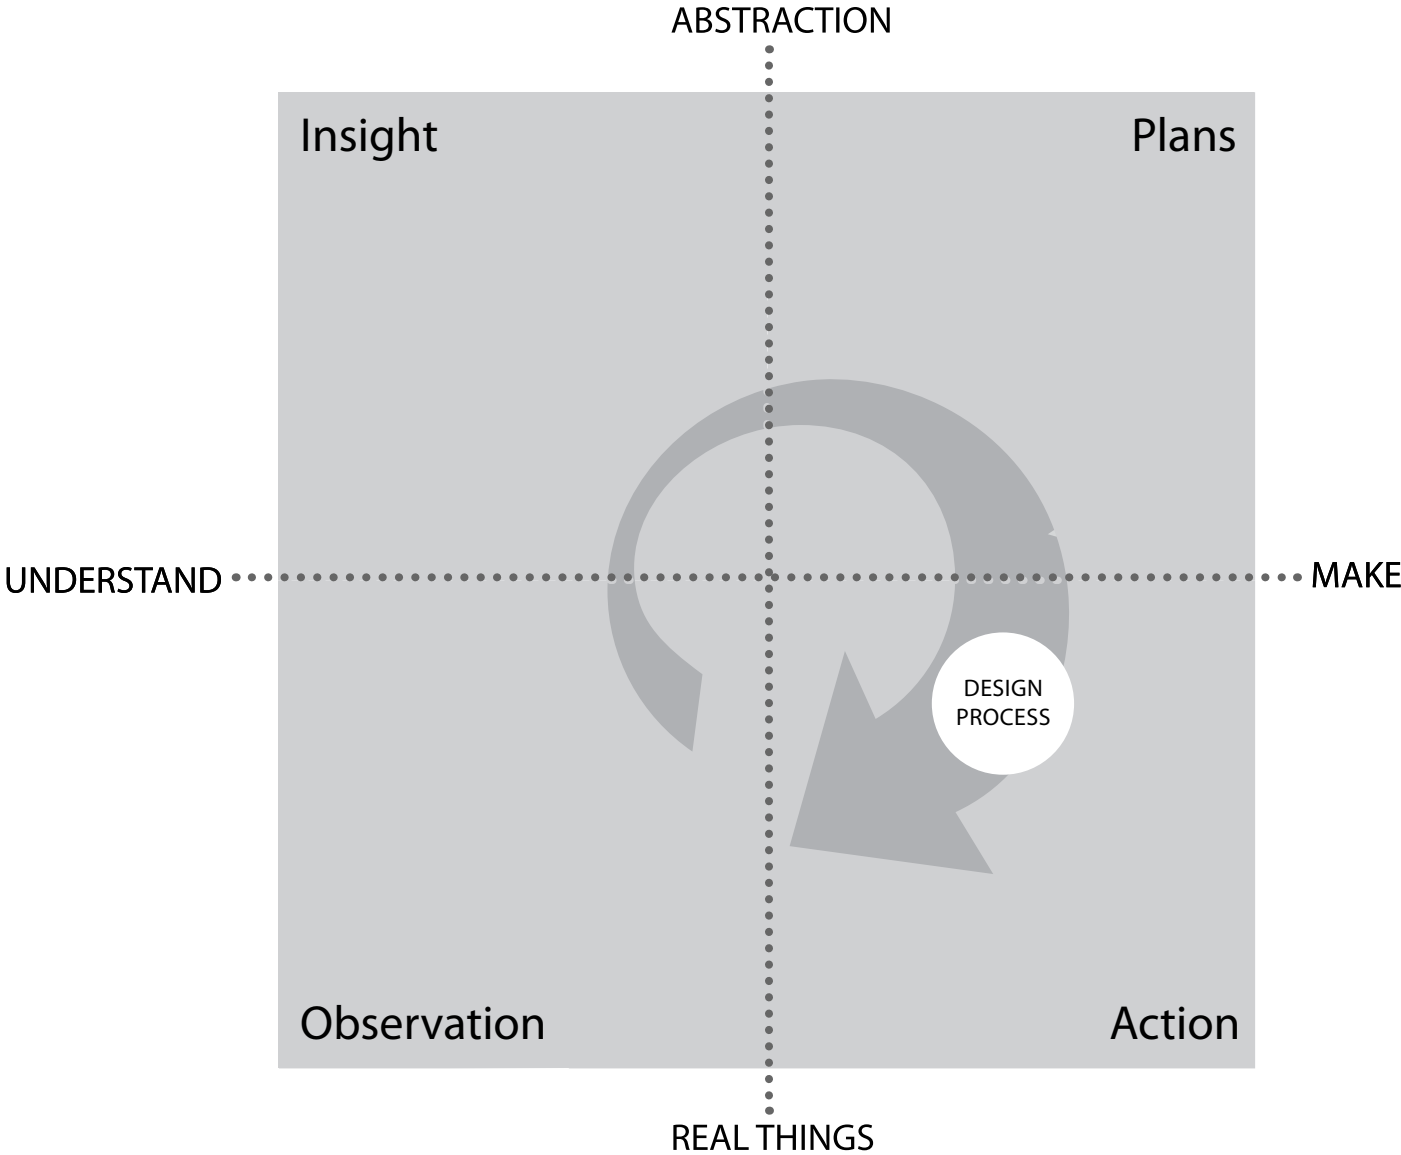 ABSTRACTION
Insight
Plans
UNDERSTAND
MAKE
DESIGN
PROCESS
Observation
Action
REAL THINGS